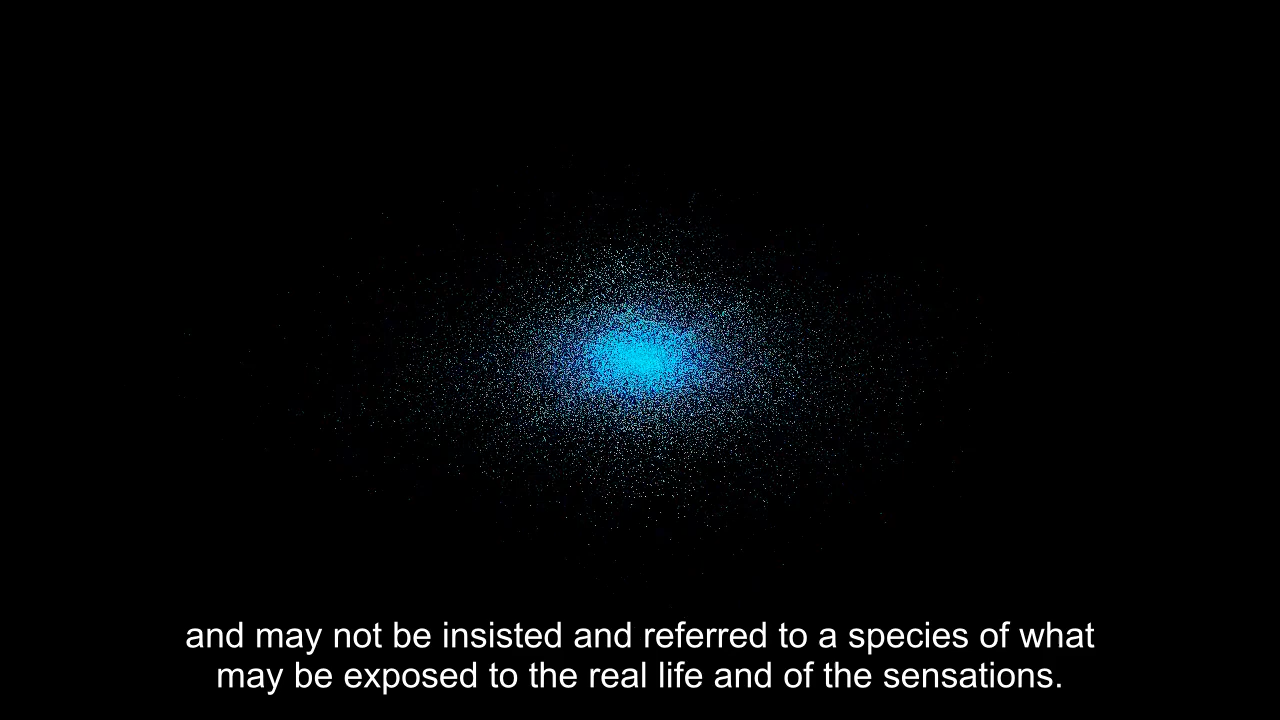 and may not be insisted and referred to a species of what
may be exposed to the real life and of the sensations.